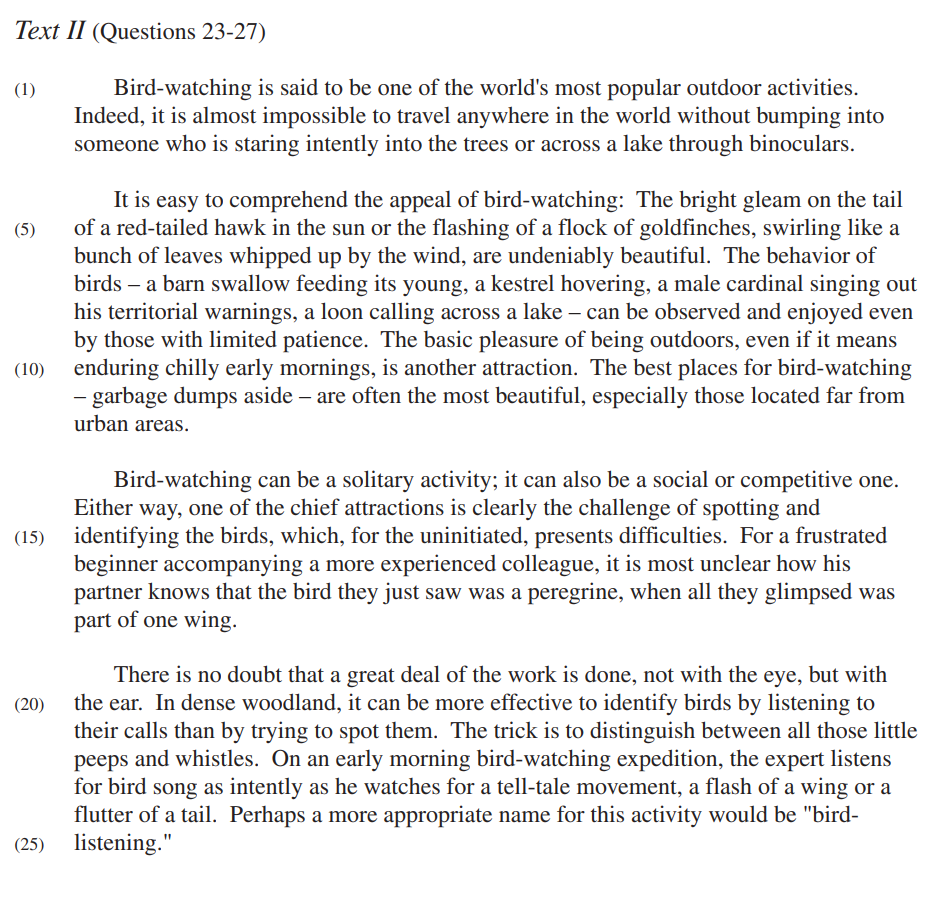 Text II (Questions 23-27)
(1) Bird-watching is said to be one of the world's most popular outdoor activities.
Indeed, it is almost impossible to travel anywhere in the world without bumping into
someone who is staring intently into the trees or across a lake through binoculars.
It is easy to comprehend the appeal of bird-watching: The bright gleam on the tail
(5) of a red-tailed hawk in the sun or the flashing of a flock of goldfinches, swirling like a
bunch of leaves whipped up by the wind, are undeniably beautiful. The behavior of
birds – a barn swallow feeding its young, a kestrel hovering, a male cardinal singing out
his territorial warnings, a loon calling across a lake – can be observed and enjoyed even
by those with limited patience. The basic pleasure of being outdoors, even if it means
(10) enduring chilly early mornings, is another attraction. The best places for bird-watching
– garbage dumps aside – are often the most beautiful, especially those located far from
urban areas.
Bird-watching can be a solitary activity; it can also be a social or competitive one.
Either way, one of the chief attractions is clearly the challenge of spotting and
(15) identifying the birds, which, for the uninitiated, presents difficulties. For a frustrated
beginner accompanying a more experienced colleague, it is most unclear how his
partner knows that the bird they just saw was a peregrine, when all they glimpsed was
part of one wing.
There is no doubt that a great deal of the work is done, not with the eye, but with
(20) the ear. In dense woodland, it can be more effective to identify birds by listening to
their calls than by trying to spot them. The trick is to distinguish between all those little
peeps and whistles. On an early morning bird-watching expedition, the expert listens
for bird song as intently as he watches for a tell-tale movement, a flash of a wing or a
flutter of a tail. Perhaps a more appropriate name for this activity would be "bird-
(25) listening."